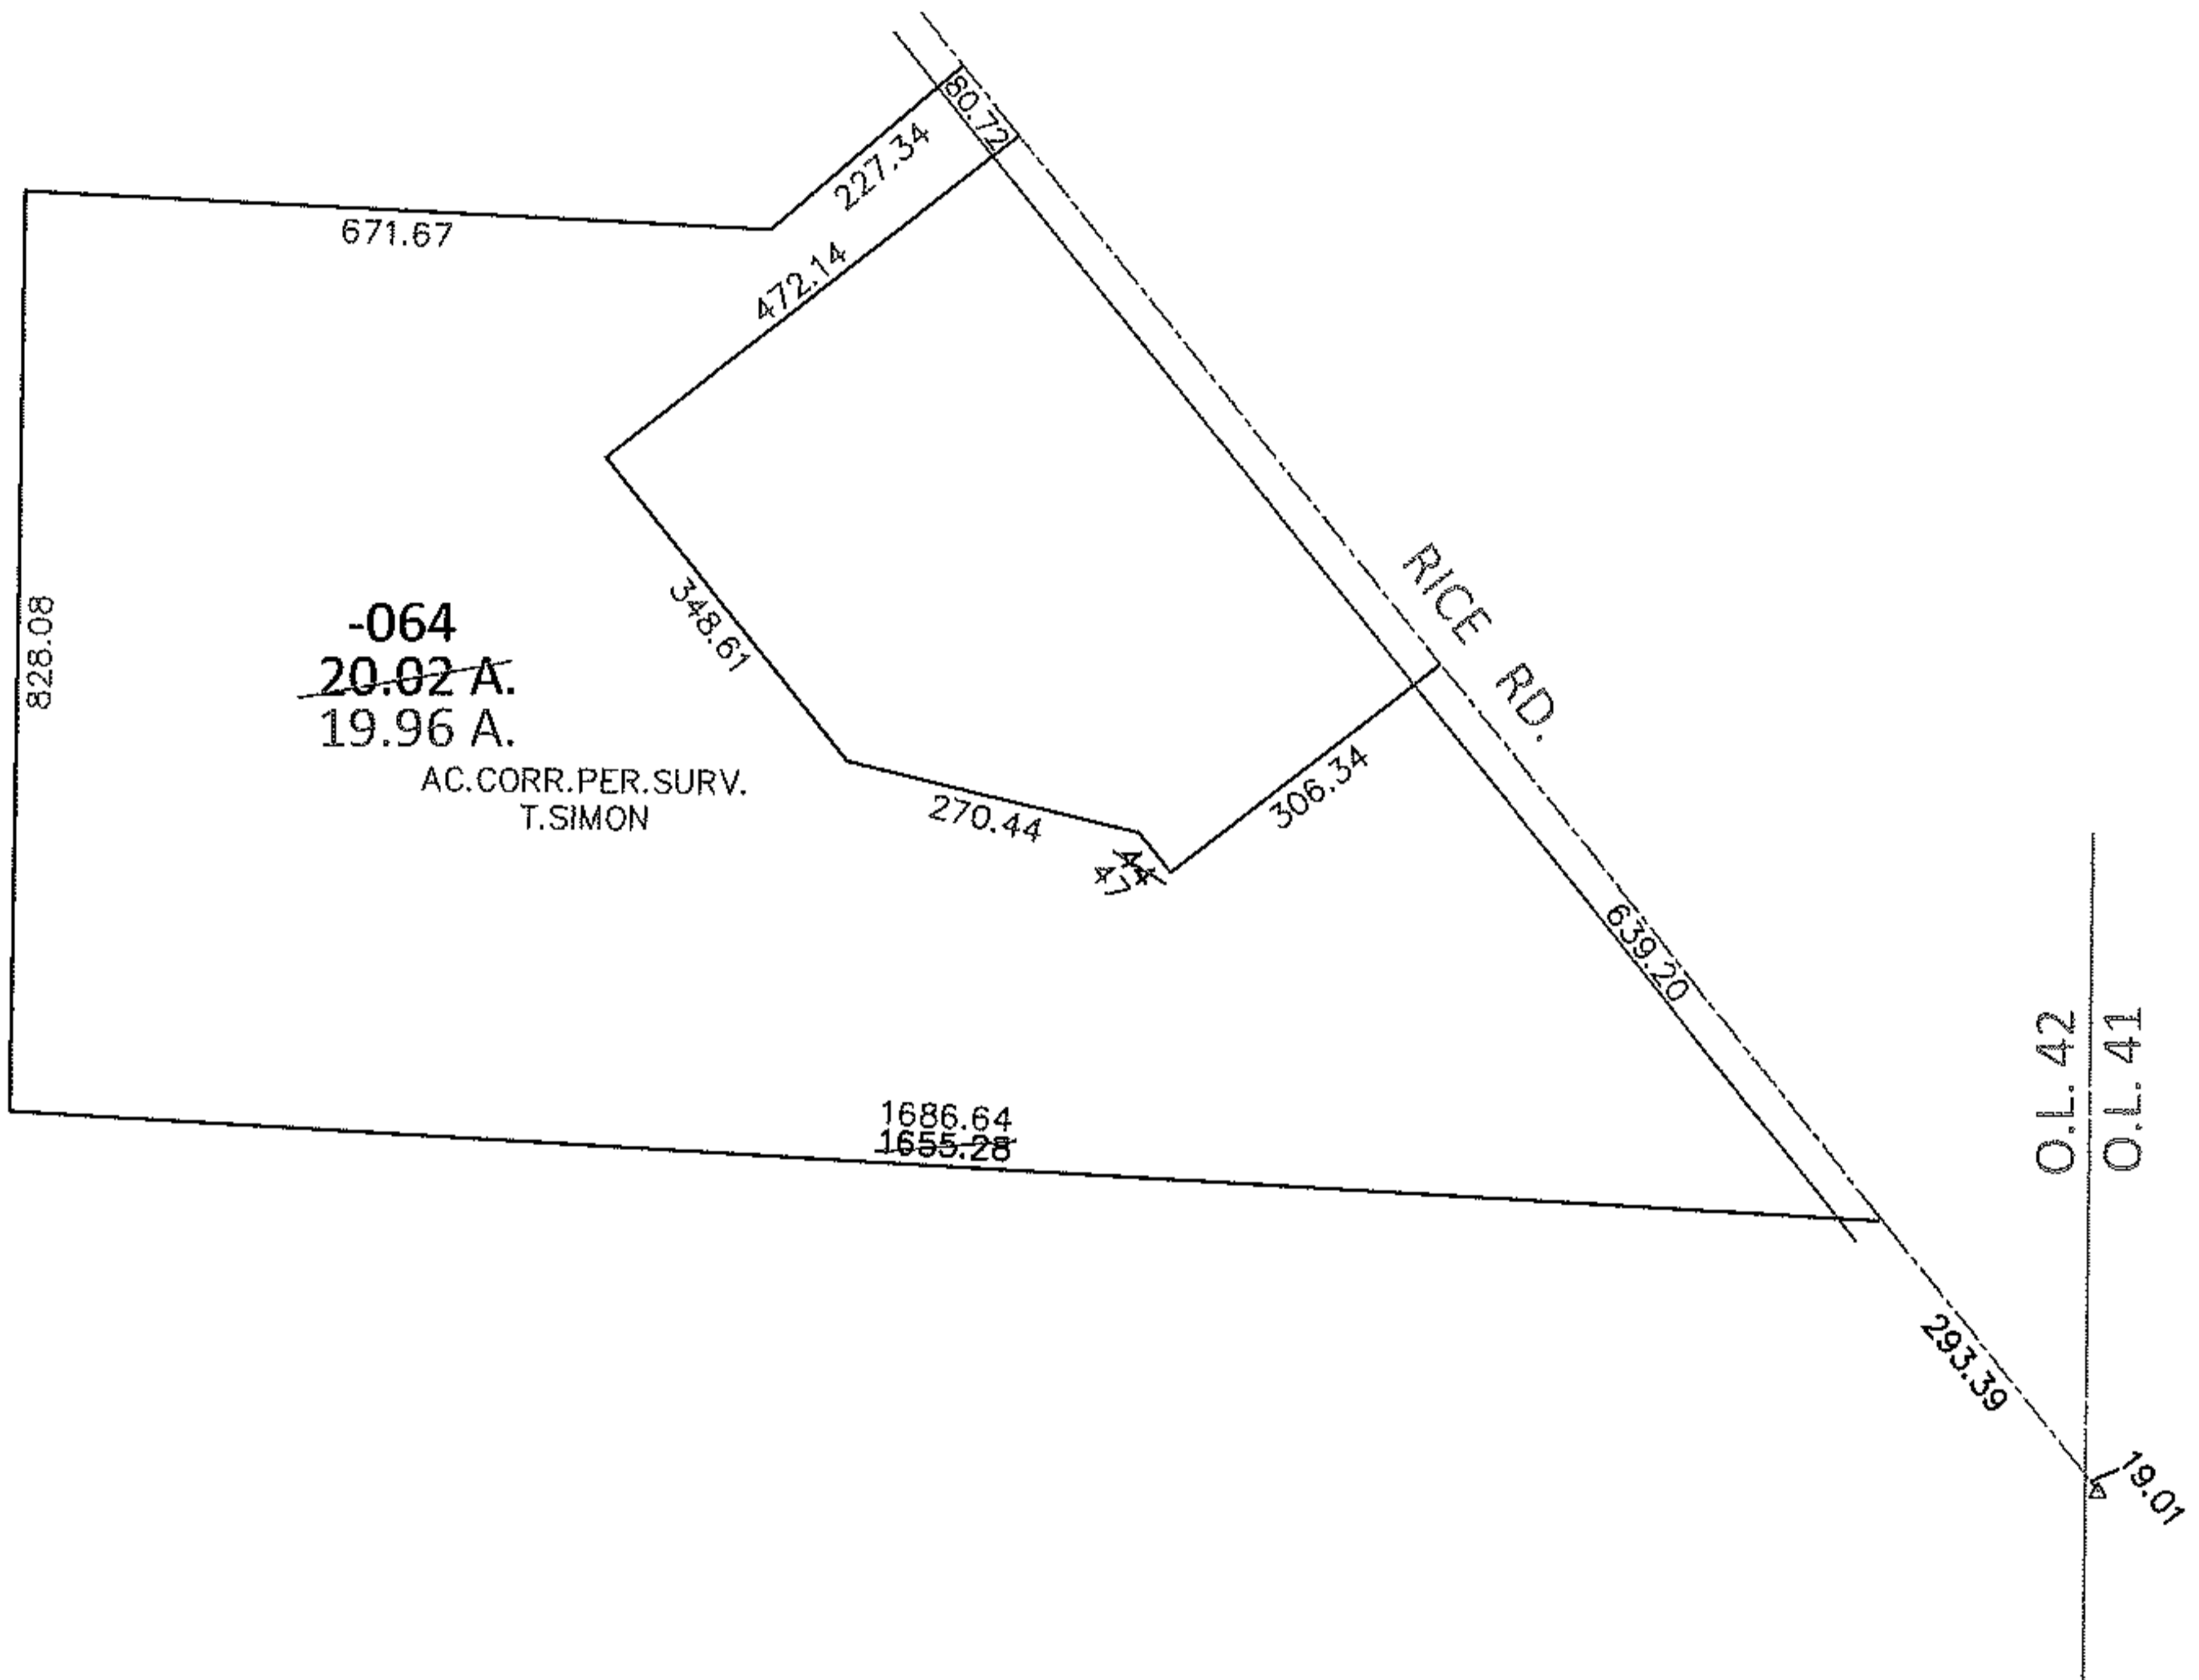 80.72
227.34
671.67
472.14
RICE RD.
348.61
828.08
-064
20.02 A.
19.96 A.
AC.CORR.PER.SURV.
T.SIMON
270.44
306.34
639.20
O.L. 42
O.L. 41
1686.64
1655.28
293.39
19.01